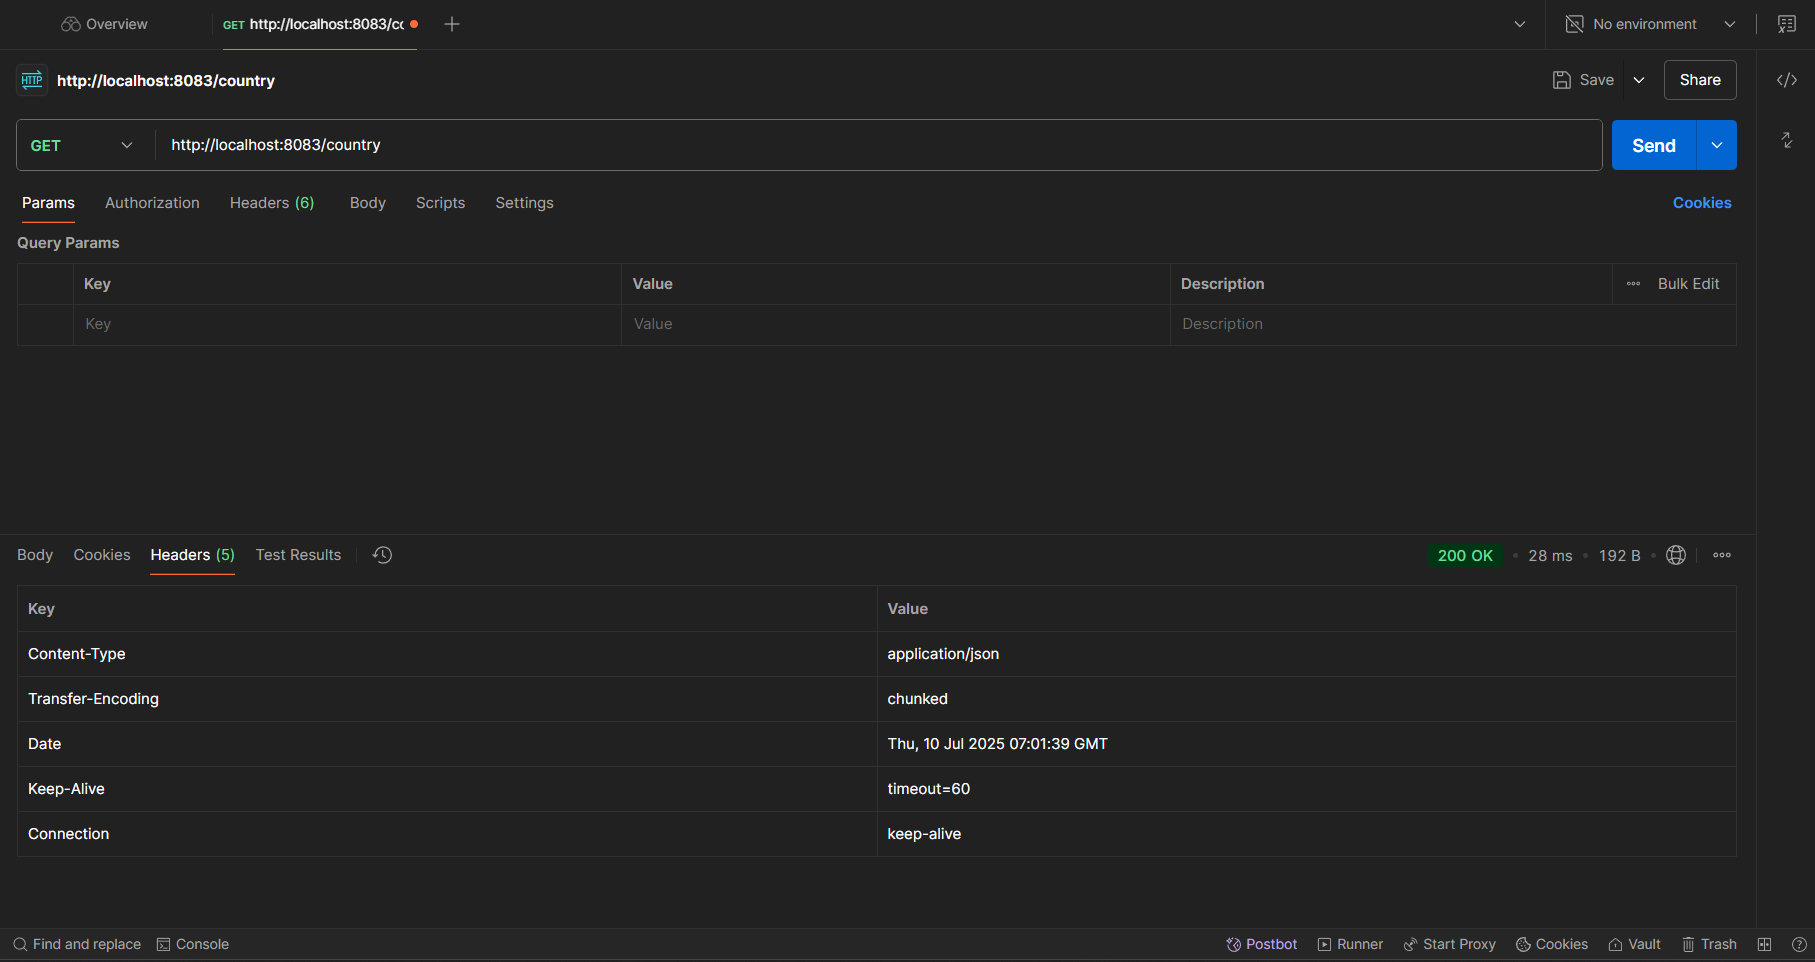 Overview
GET http://localhost:8083/cc
No environment
HTTP http://localhost:8083/country
Save
Share
GET
http://localhost:8083/country
Send
Params Authorization Headers (6) Body Scripts Settings Cookies
Query Params
Key Value Description Bulk Edit
Key Value Description
Body Cookies Headers (5) Test Results 200 OK 28 ms 192 B
Key Value
Content-Type application/json
Transfer-Encoding chunked
Date Thu, 10 Jul 2025 07:01:39 GMT
Keep-Alive timeout=60
Connection keep-alive
Find and replace Console Postbot Runner Start Proxy Cookies Vault Trash